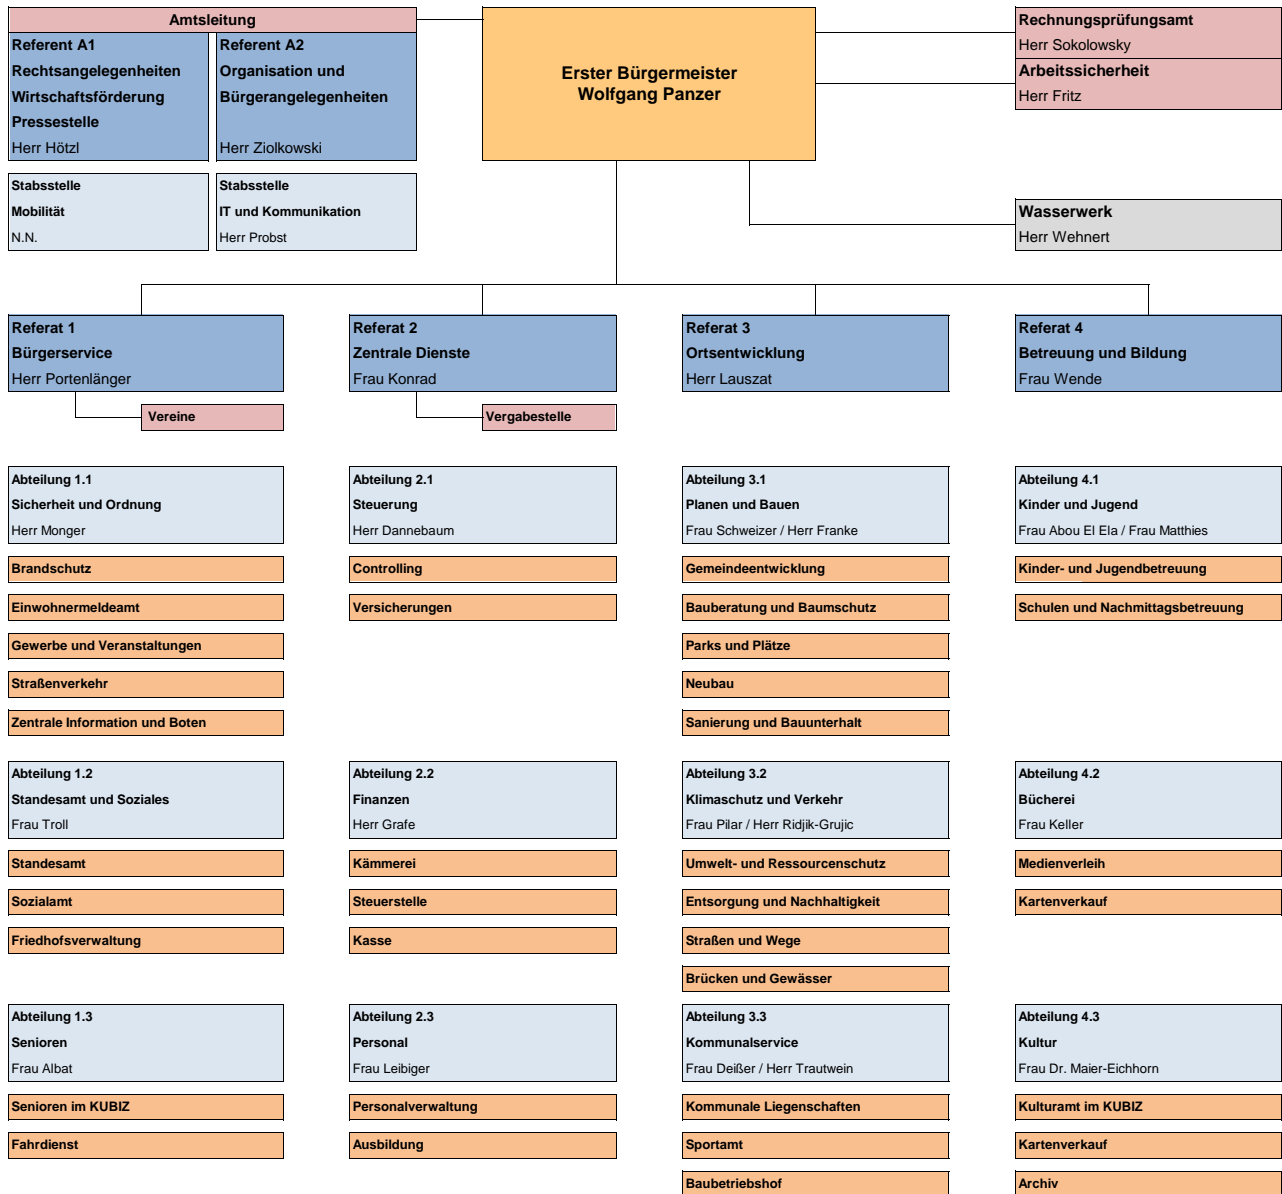 Amtsleitung
Referent A1
Rechtsangelegenheiten
Wirtschaftsförderung
Pressestelle
Herr Hötzl
Referent A2
Organisation und
Bürgerangelegenheiten
Herr Ziolkowski
Stabsstelle
Mobilität
N.N.
Stabsstelle
IT und Kommunikation
Herr Probst
Erster Bürgermeister
Wolfgang Panzer
Rechnungsprüfungsamt
Herr Sokolowsky
Arbeitssicherheit
Herr Fritz
Wasserwerk
Herr Wehnert
Referat 1
Bürgerservice
Herr Portenlänger
Vereine
Abteilung 1.1
Sicherheit und Ordnung
Herr Monger
Brandschutz
Einwohnermeldeamt
Gewerbe und Veranstaltungen
Straßenverkehr
Zentrale Information und Boten
Abteilung 1.2
Standesamt und Soziales
Frau Troll
Standesamt
Sozialamt
Friedhofsverwaltung
Abteilung 1.3
Senioren
Frau Albat
Senioren im KUBIZ
Fahrdienst
Referat 2
Zentrale Dienste
Frau Konrad
Vergabestelle
Abteilung 2.1
Steuerung
Herr Dannebaum
Controlling
Versicherungen
Abteilung 2.2
Finanzen
Herr Grafe
Kämmerei
Steuerstelle
Kasse
Abteilung 2.3
Personal
Frau Leibiger
Personalverwaltung
Ausbildung
Referat 3
Ortsentwicklung
Herr Lauszat
Abteilung 3.1
Planen und Bauen
Frau Schweizer / Herr Franke
Gemeindeentwicklung
Bauberatung und Baumschutz
Parks und Plätze
Neubau
Sanierung und Bauunterhalt
Abteilung 3.2
Klimaschutz und Verkehr
Frau Pilar / Herr Ridjik-Grujic
Umwelt- und Ressourcenschutz
Entsorgung und Nachhaltigkeit
Straßen und Wege
Brücken und Gewässer
Abteilung 3.3
Kommunalservice
Frau Deißer / Herr Trautwein
Kommunale Liegenschaften
Sportamt
Baubetriebshof
Referat 4
Betreuung und Bildung
Frau Wende
Abteilung 4.1
Kinder und Jugend
Frau Abou El Ela / Frau Matthies
Kinder- und Jugendbetreuung
Schulen und Nachmittagsbetreuung
Abteilung 4.2
Bücherei
Frau Keller
Medienverleih
Kartenverkauf
Abteilung 4.3
Kultur
Frau Dr. Maier-Eichhorn
Kulturamt im KUBIZ
Kartenverkauf
Archiv